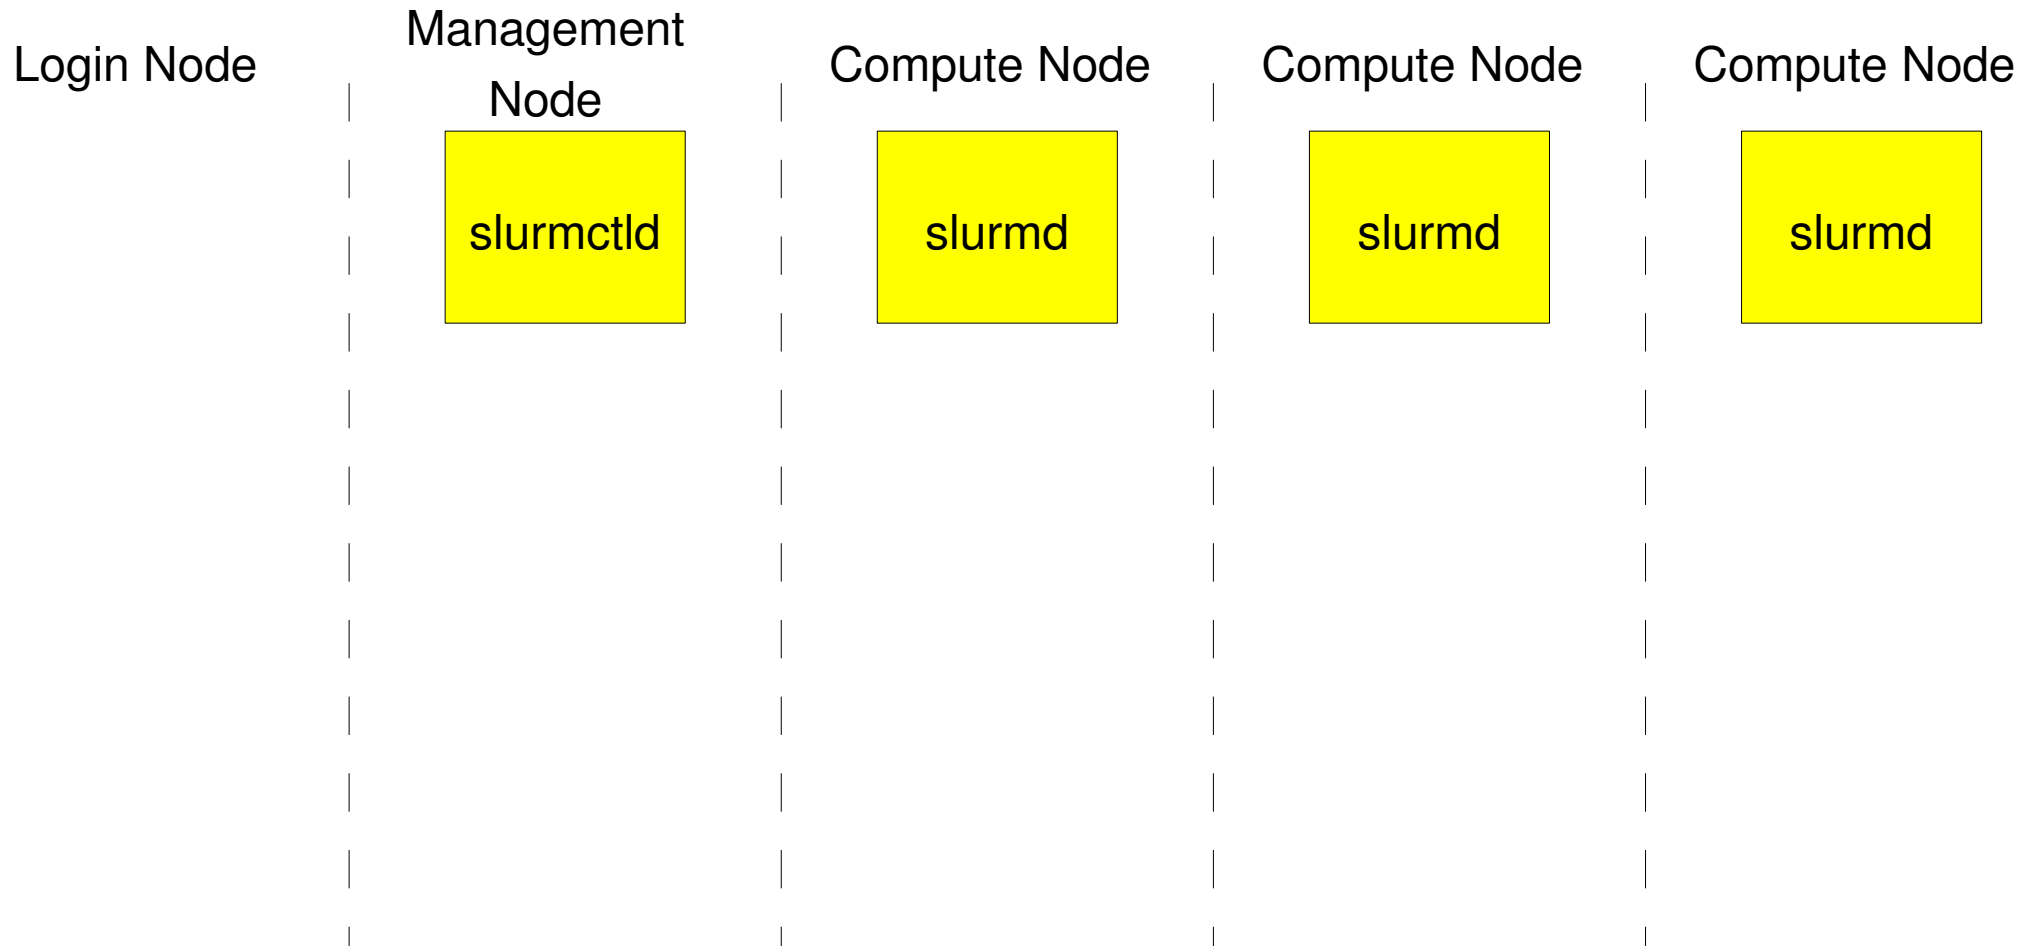 Login Node
Management
Node
Compute Node
Compute Node
Compute Node
slurmctld
slurmd
slurmd
slurmd